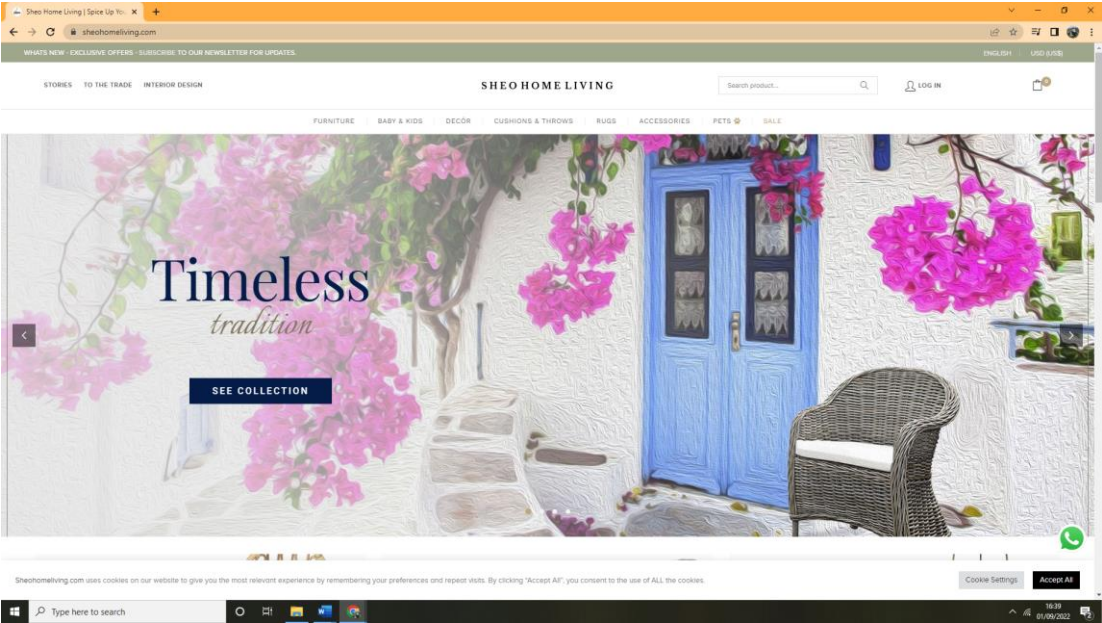 Sheo Home Living | Spice Up You
sheohomeliving.com
WHATS NEW - EXCLUSIVE OFFERS - SUBSCRIBE TO OUR NEWSLETTER FOR UPDATES.
ENGLISH
USD (US$)
STORIES TO THE TRADE INTERIOR DESIGN
SHEO HOME LIVING
Search product...
LOG IN
0
FURNITURE BABY & KIDS DECÓR CUSHIONS & THROWS RUGS ACCESSORIES PETS SALE
Timeless
tradition
SEE COLLECTION
Sheohomeliving.com uses cookies on our website to give you the most relevant experience by remembering your preferences and repeat visits. By clicking "Accept All", you consent to the use of ALL the cookies.
Cookie Settings
Accept All
Type here to search
16:39
01/09/2022
2